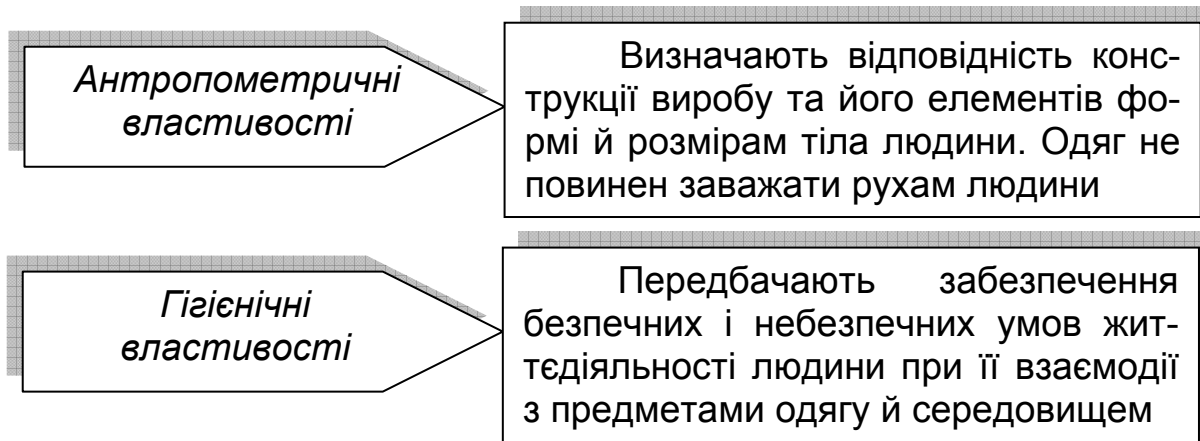 Антропометричні
властивості
Визначають відповідність конс-
трукції виробу та його елементів фо-
рмі й розмірам тіла людини. Одяг не
повинен заважати рухам людини
Гігієнічні
властивості
Передбачають забезпечення
безпечних і небезпечних умов жит-
тєдіяльності людини при її взаємодії
з предметами одягу й середовищем